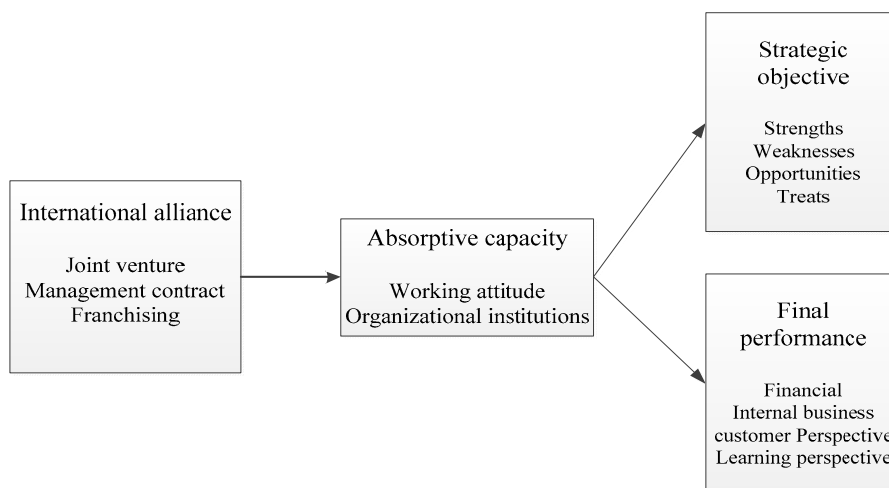 International alliance
Joint venture
Management contract
Franchising
Absorptive capacity
Working attitude
Organizational institutions
Strategic
objective
Strengths
Weaknesses
Opportunities
Treats
Final
performance
Financial
Internal business
customer Perspective
Learning perspective